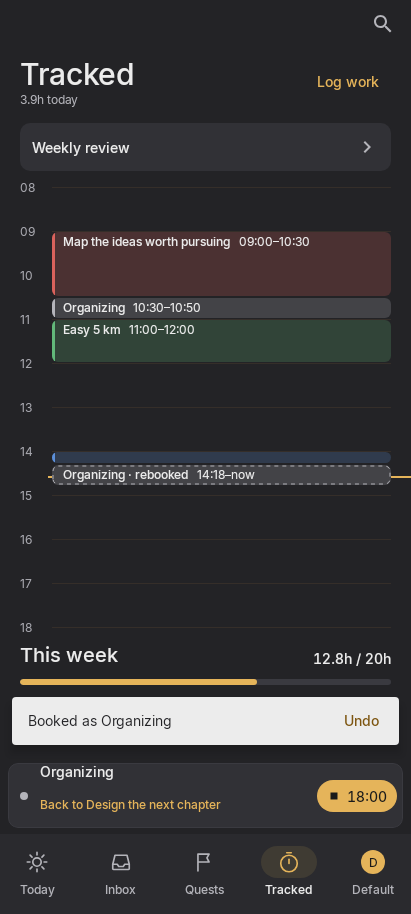 Tracked
3.9h today
Log work
Weekly review
08
09
Map the ideas worth pursuing 09:00–10:30
10
Organizing 10:30–10:50
11
Easy 5 km 11:00–12:00
12
13
14
Organizing · rebooked 14:18–now
15
16
17
18
This week
12.8h / 20h
Booked as Organizing
Undo
Organizing
Back to Design the next chapter
18:00
D
Today
Inbox
Quests
Tracked
Default